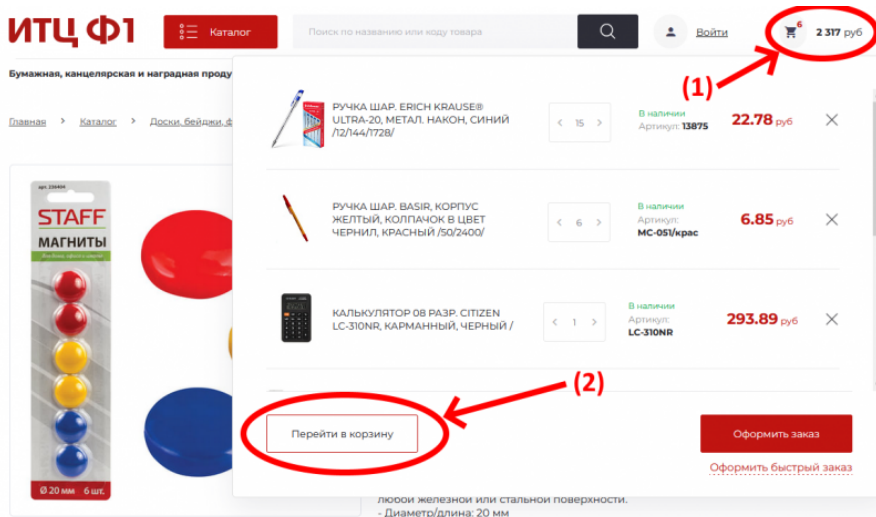 ИТЦ Ф1
Каталог
Поиск по названию или коду товара
Войти
6
2 317 руб
Бумажная, канцелярская и наградная проду
(1)
Главная > Каталог > Доски, бейджи, ф
РУЧКА ШАР. ERICH KRAUSE®
ULTRA-20, МЕТАЛ. НАКОН, СИНИЙ
/12/144/1728/
< 15 >
В наличии
Артикул: 13875
22.78 руб
РУЧКА ШАР. BASIR, КОРПУС
ЖЕЛТЫЙ, КОЛПАЧОК В ЦВЕТ
ЧЕРНИЛ, КРАСНЫЙ /50/2400/
< 6 >
В наличии
Артикул:
МС-051/крас
6.85 руб
КАЛЬКУЛЯТОР 08 РАЗР. CITIZEN
LC-310NR, КАРМАННЫЙ, ЧЕРНЫЙ /
< 1 >
В наличии
Артикул:
LC-310NR
293.89 руб
(2)
Перейти в корзину
Оформить заказ
Оформить быстрый заказ
STAFF
МАГНИТЫ
Ø 20 мм 6 шт.
любой железной или стальной поверхности.
- Диаметр/длина: 20 мм